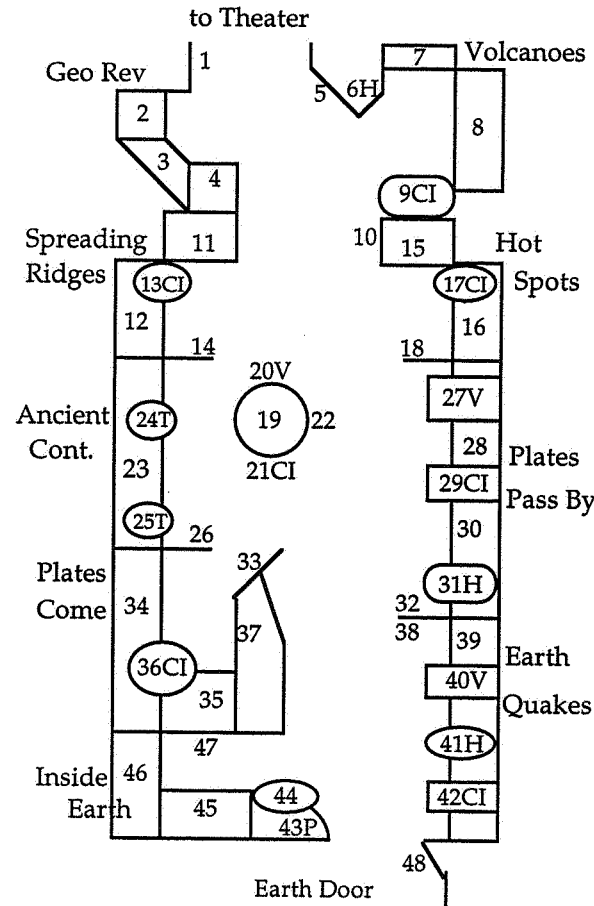 to Theater
1
Geo Rev
2
3
4
5
6H
7
Volcanoes
8
9CI
10
15
Hot
Spots
Spreading
Ridges
11
13CI
12
14
17CI
16
18
20V
19
22
21CI
Ancient
Cont.
24T
23
25T
26
27V
28
29CI
Plates
Pass By
30
31H
32
Plates
Come
34
33
37
36CI
35
47
38
39
Earth
Quakes
40V
41H
42CI
Inside
Earth
46
45
44
43P
48
Earth Door